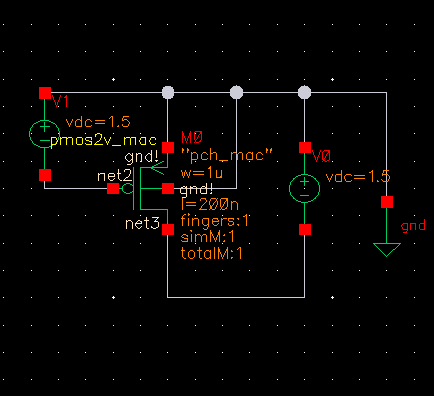 V1
vdc=1.5
pmos2v_mac
M0
gnd!
"pch_mac"
V0
w=1u
net2
vdc=1.5
gnd!
l=200n
net3
fingers:1
gnd
simM:1
totalM:1